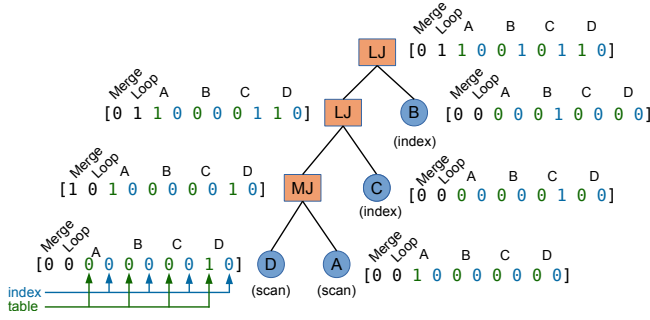 Merge Loop A B C D
LJ [0 1 1 0 0 1 0 1 1 0]
Merge Loop A B C D
[0 1 1 0 0 0 0 1 1 0] LJ B
(index)
Merge Loop A B C D
[0 0 0 0 0 1 0 0 0 0]
Merge Loop A B C D
[1 0 1 0 0 0 0 0 1 0] MJ C
(index)
Merge Loop A B C D
[0 0 0 0 0 0 0 1 0 0]
Merge Loop A B C D
[0 0 0 0 0 0 0 0 1 0] D A
(scan) (scan)
Merge Loop A B C D
[0 0 1 0 0 0 0 0 0 0]
index
table